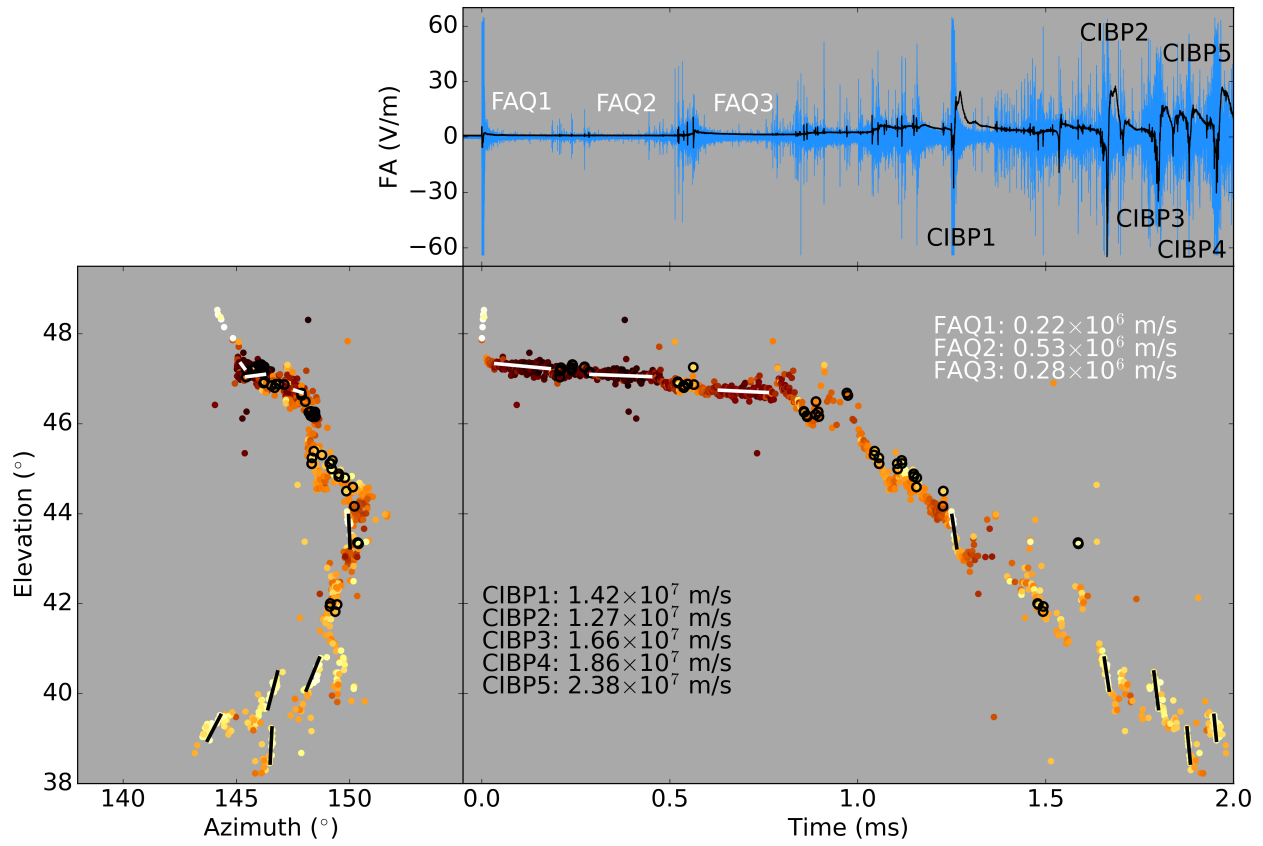 60
30
0
−30
−60
FA (V/m)
FAQ1
FAQ2
FAQ3
CIBP1
CIBP2
CIBP3
CIBP4
CIBP5
48
46
44
42
40
38
Elevation (°)
140
145
150
Azimuth (°)
FAQ1: 0.22×10⁶ m/s
FAQ2: 0.53×10⁶ m/s
FAQ3: 0.28×10⁶ m/s
CIBP1: 1.42×10⁷ m/s
CIBP2: 1.27×10⁷ m/s
CIBP3: 1.66×10⁷ m/s
CIBP4: 1.86×10⁷ m/s
CIBP5: 2.38×10⁷ m/s
0.0
0.5
1.0
1.5
2.0
Time (ms)